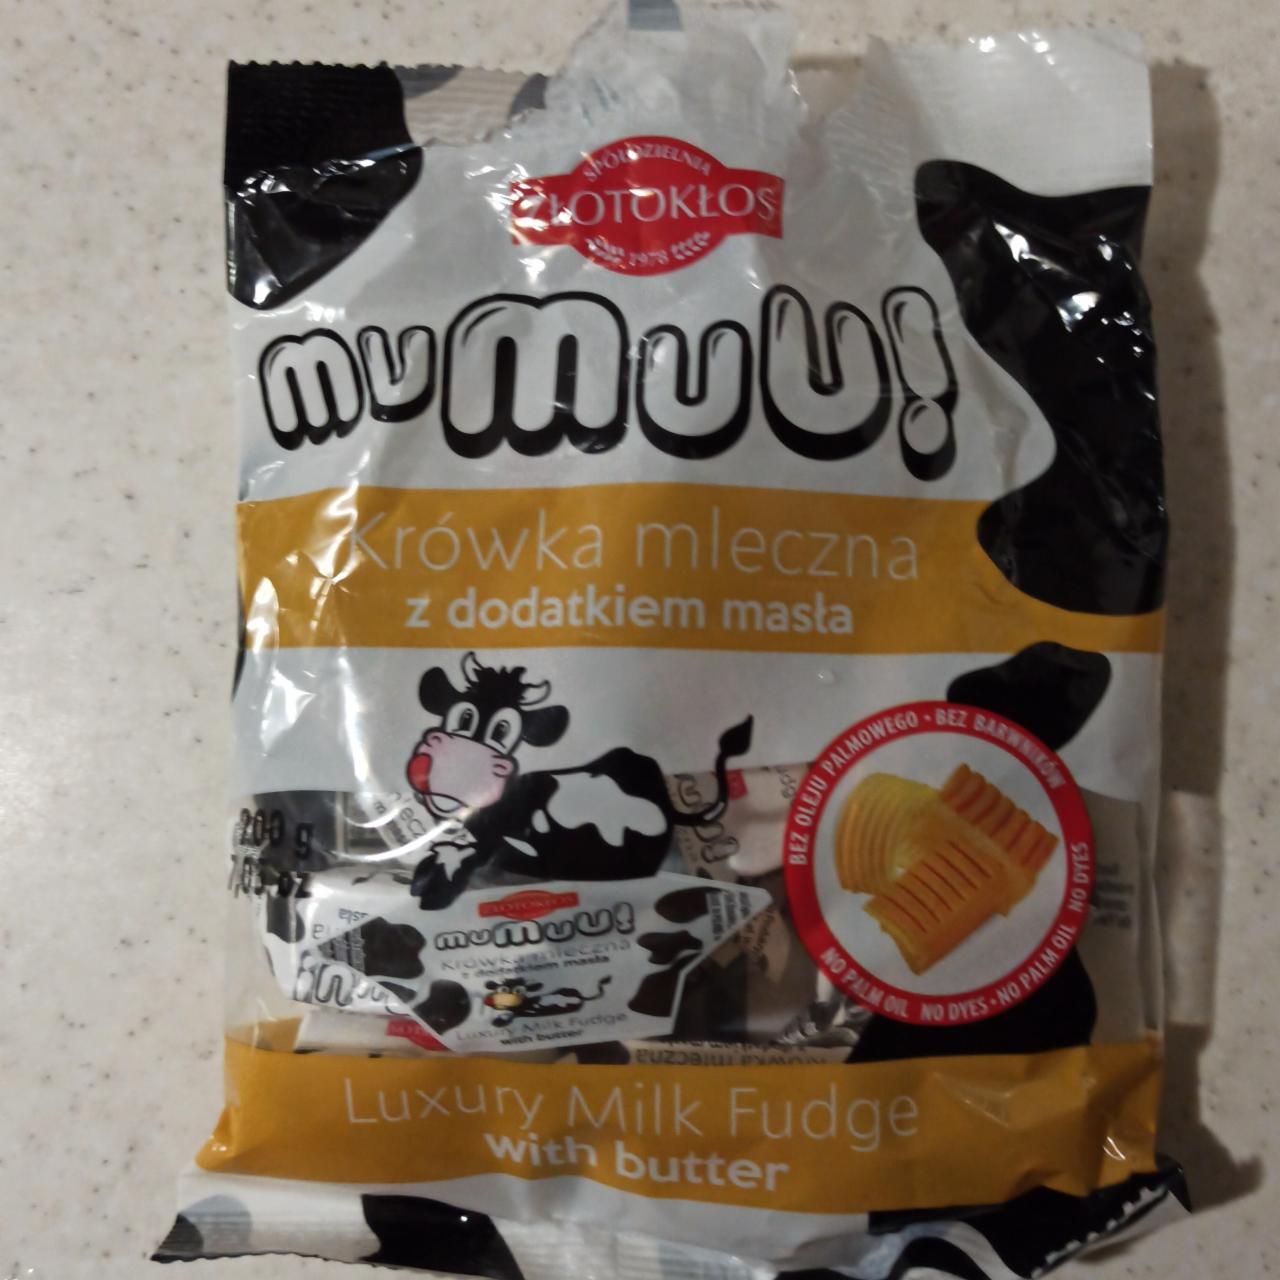 SPÓŁDZIELNIA
ZŁOTOKŁOS
1978
muMuU!
Krówka mleczna
z dodatkiem masła
BEZ OLEJU PALMOWEGO • BEZ BARWNIKÓW
NO PALM OIL NO DYES • NO PALM OIL NO DYES
200 g
oz
ZŁOTOKŁOS
muMuU!
Krówka mleczna
z dodatkiem masła
Luxury Milk Fudge
with butter
Luxury Milk Fudge
with butter